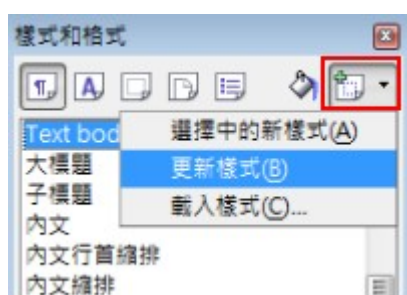 樣式和格式
Text bod
選擇中的新樣式(A)
大標題
更新樣式(B)
子標題
載入樣式(C)...
內文
內文行首縮排
內文縮排